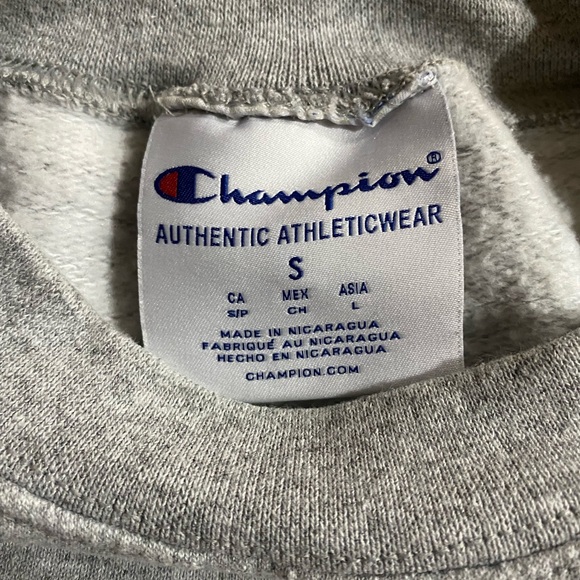 Champion®
AUTHENTIC ATHLETICWEAR
S
CA MEX ASIA
S/P CH L
MADE IN NICARAGUA
FABRIQUÉ AU NICARAGUA
HECHO EN NICARAGUA
CHAMPION.COM